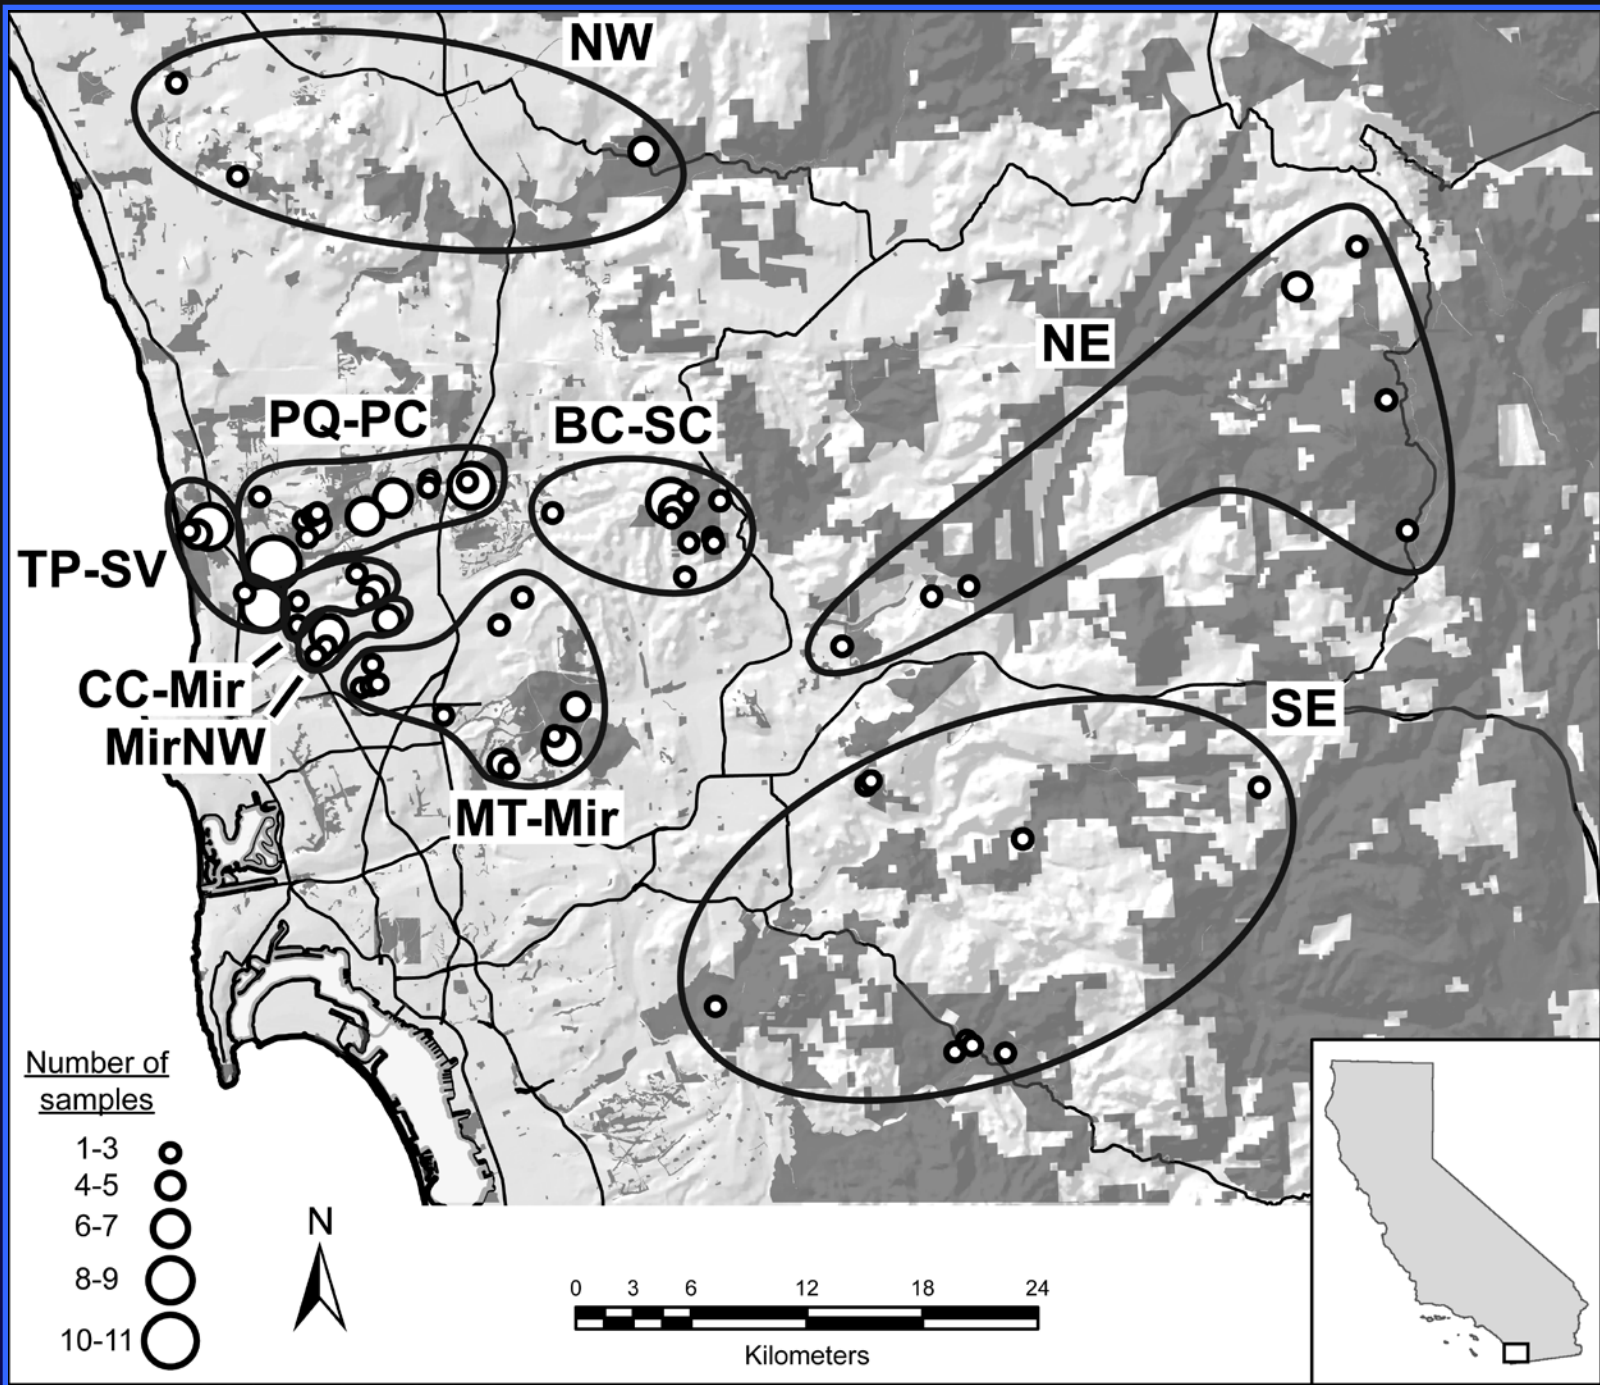 NW
NE
PQ-PC
BC-SC
TP-SV
CC-Mir
MirNW
SE
MT-Mir
Number of
samples
1-3
4-5
6-7
8-9
10-11
N
0 3 6 12 18 24
Kilometers